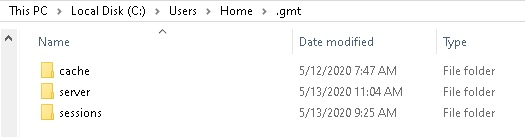 This PC > Local Disk (C:) > Users > Home > .gmt
Name Date modified Type
cache 5/12/2020 7:47 AM File folder
server 5/13/2020 11:04 AM File folder
sessions 5/13/2020 9:25 AM File folder